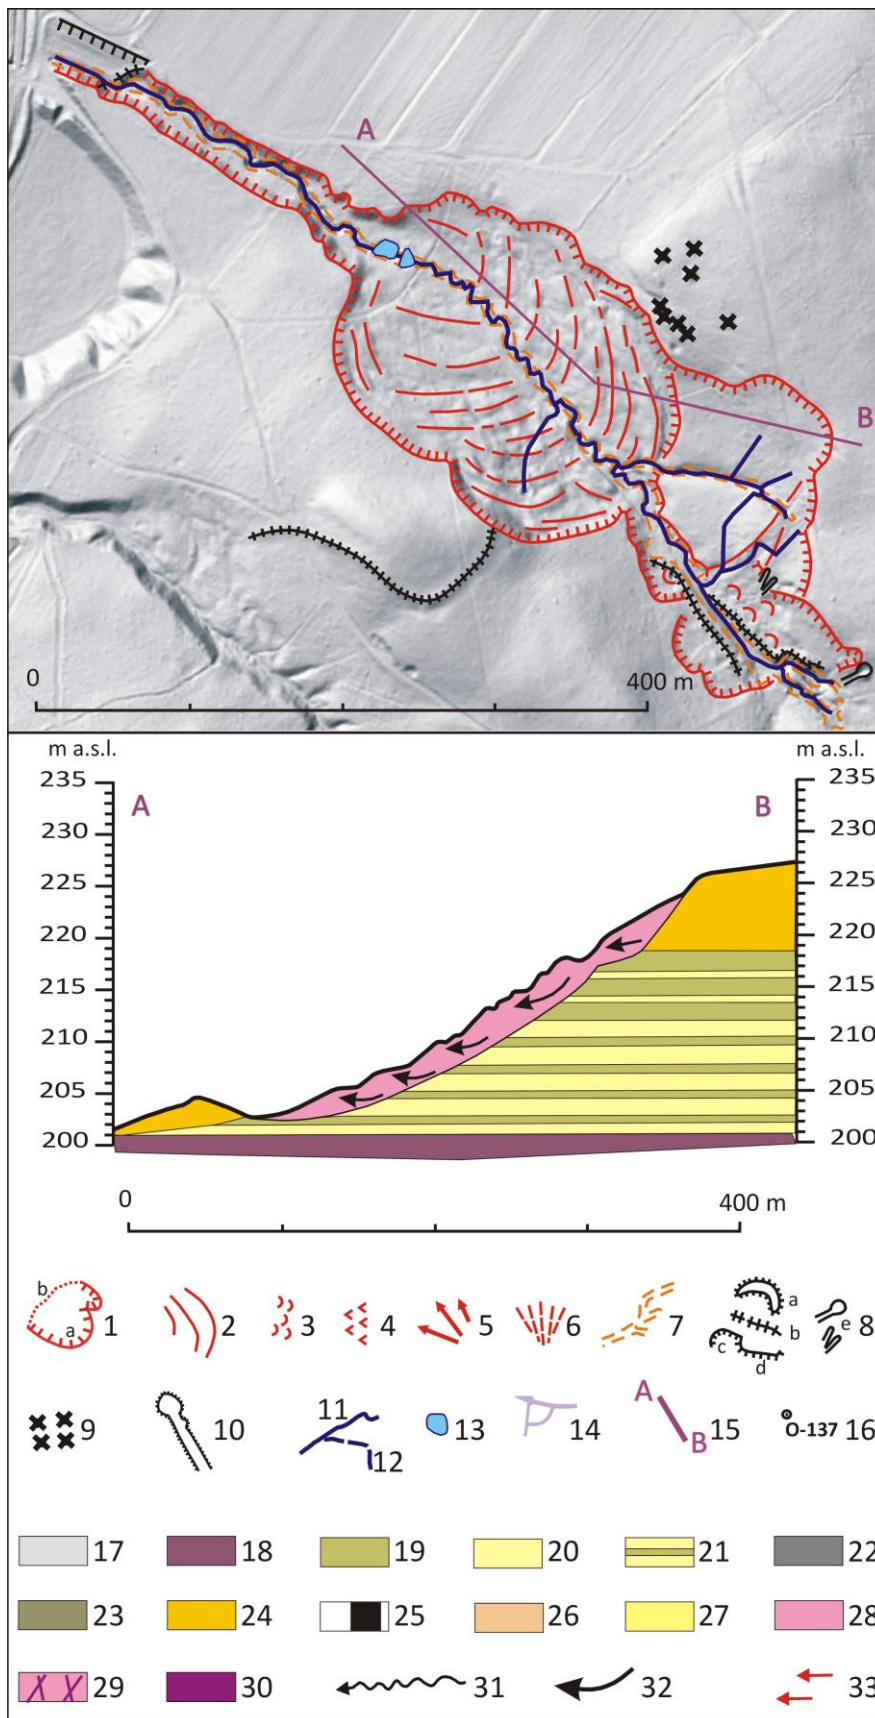 A
B
0
400 m
m a.s.l. m a.s.l.
235 A B 235
230 230
225 225
220 220
215 215
210 210
205 205
200 200
0 400 m
b a 1 2 3 4 5 6 7 a b c d e 8
9 10 11 12 13 14 A B 15 O-137 16
17 18 19 20 21 22
23 24 25 26 27 28
29 30 31 32 33